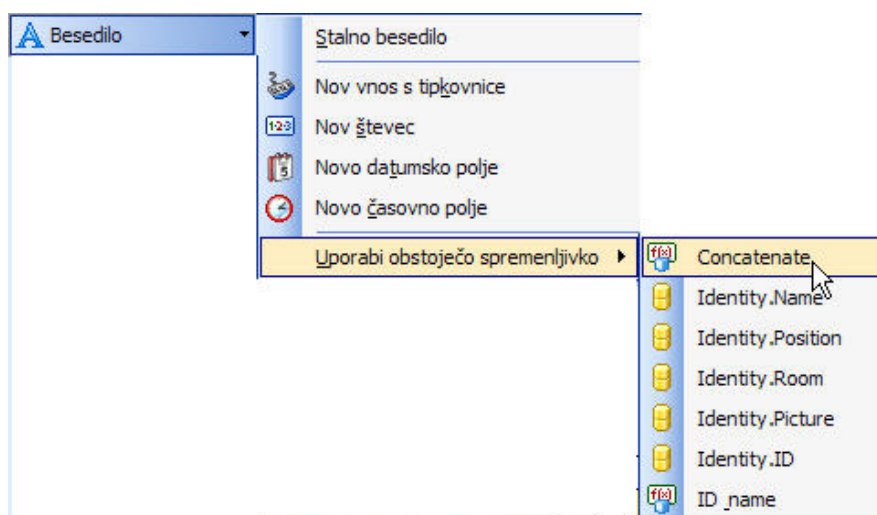 Besedilo
Stalno besedilo
Nov vnos s tipkovnice
Nov števec
Novo datumsko polje
Novo časovno polje
Uporabi obstoječo spremenljivko
Concatenate
Identity.Name
Identity.Position
Identity.Room
Identity.Picture
Identity.ID
ID_name